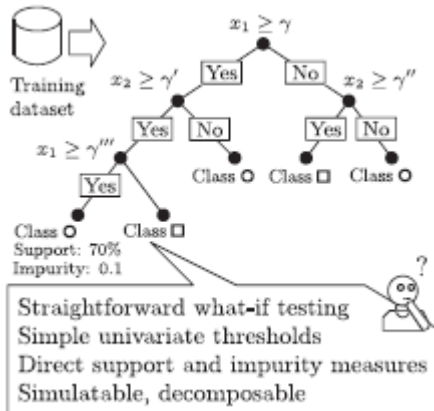 x₁ ≥ γ
Training
dataset
Yes
No
x₂ ≥ γ′
x₂ ≥ γ″
Yes
No
Yes
No
x₁ ≥ γ‴
Yes
Class ○
Class □
Class ○
Class ○
Class □
Support: 70%
Impurity: 0.1
?
Straightforward what-if testing
Simple univariate thresholds
Direct support and impurity measures
Simulatable, decomposable